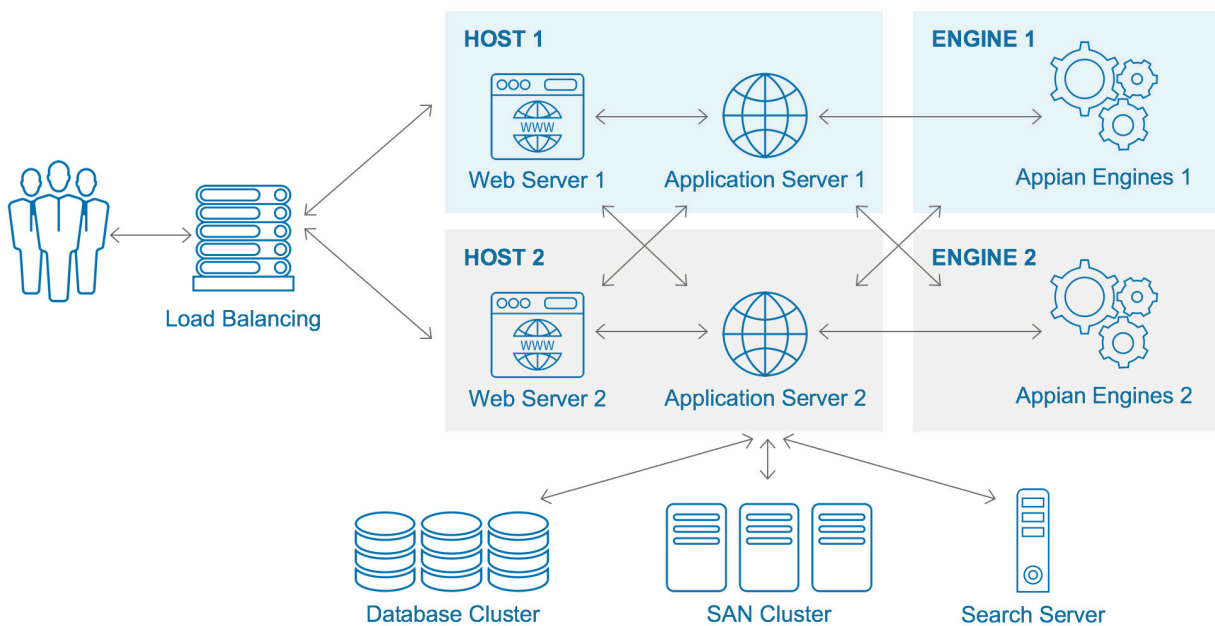 HOST 1
ENGINE 1
WWW
Web Server 1
Application Server 1
Appian Engines 1
Load Balancing
HOST 2
ENGINE 2
WWW
Web Server 2
Application Server 2
Appian Engines 2
Database Cluster
SAN Cluster
Search Server